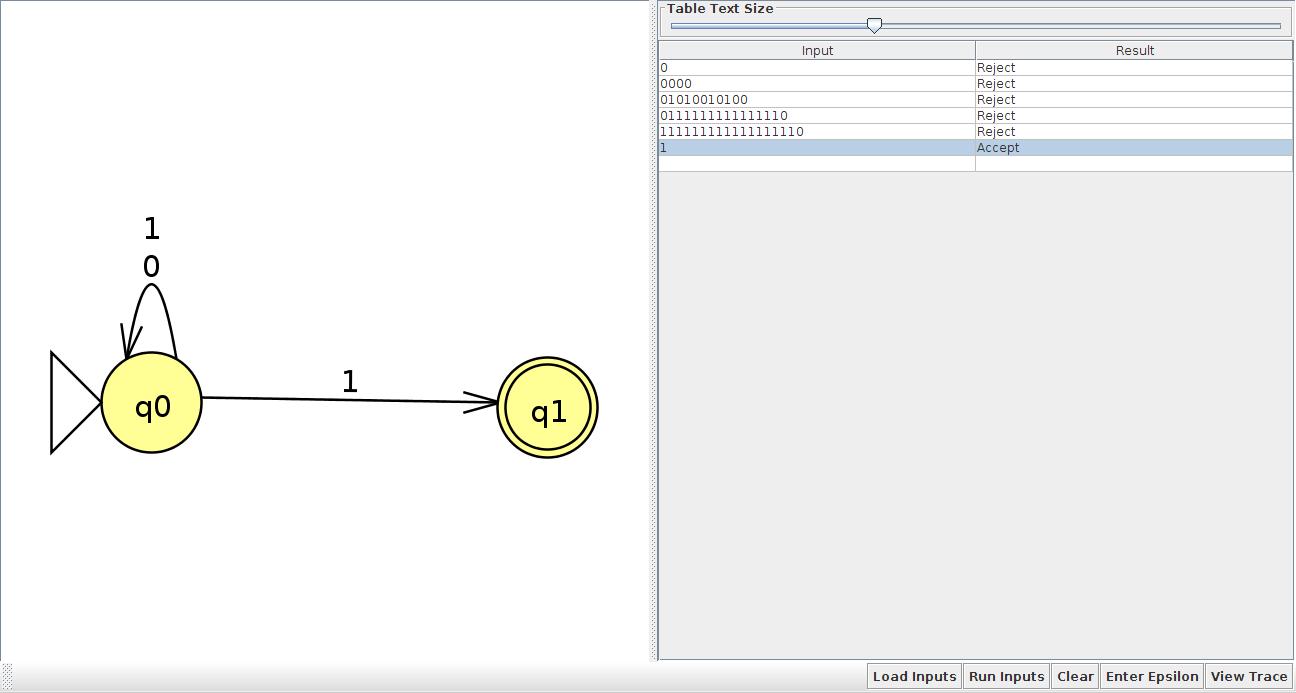 1
0
q0
1
q1
Table Text Size
Input Result
0 Reject
0000 Reject
01010010100 Reject
0111111111111110 Reject
111111111111111110 Reject
1 Accept
Load Inputs Run Inputs Clear Enter Epsilon View Trace